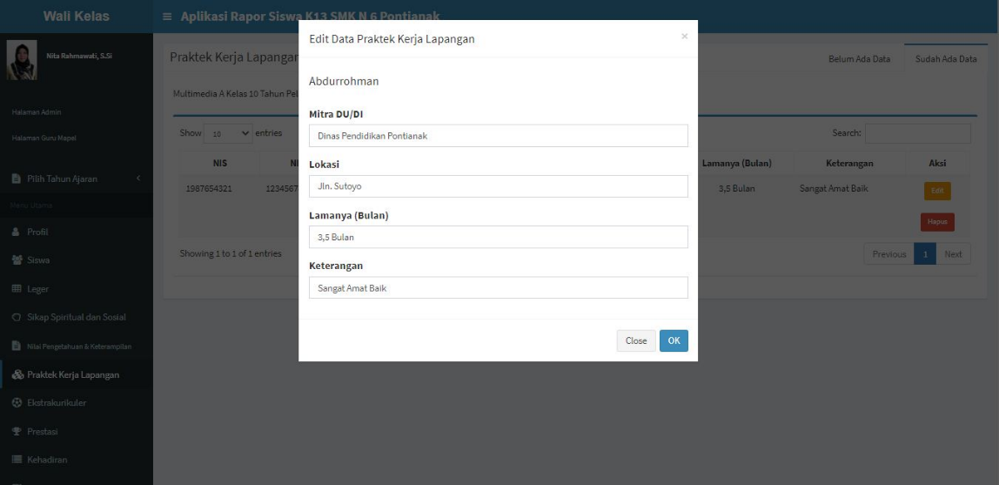 Wali Kelas
Aplikasi Rapor Siswa K13 SMK N 6 Pontianak
Nita Rahmawati, S.Si
Halaman Admin
Halaman Guru Mapel
Pilih Tahun Ajaran
Menu Utama
Profil
Siswa
Leger
Sikap Spiritual dan Sosial
Nilai Pengetahuan & Keterampilan
Praktek Kerja Lapangan
Ekstrakurikuler
Prestasi
Kehadiran
Praktek Kerja Lapangan
Belum Ada Data
Sudah Ada Data
Multimedia A Kelas 10 Tahun Pel
Show 10 entries
Search:
NIS
Lamanya (Bulan)
Keterangan
Aksi
1987654321
1234567
3,5 Bulan
Sangat Amat Baik
Edit
Hapus
Showing 1 to 1 of 1 entries
Previous 1 Next
Edit Data Praktek Kerja Lapangan
×
Abdurrohman
Mitra DU/DI
Dinas Pendidikan Pontianak
Lokasi
Jln. Sutoyo
Lamanya (Bulan)
3,5 Bulan
Keterangan
Sangat Amat Baik
Close
OK